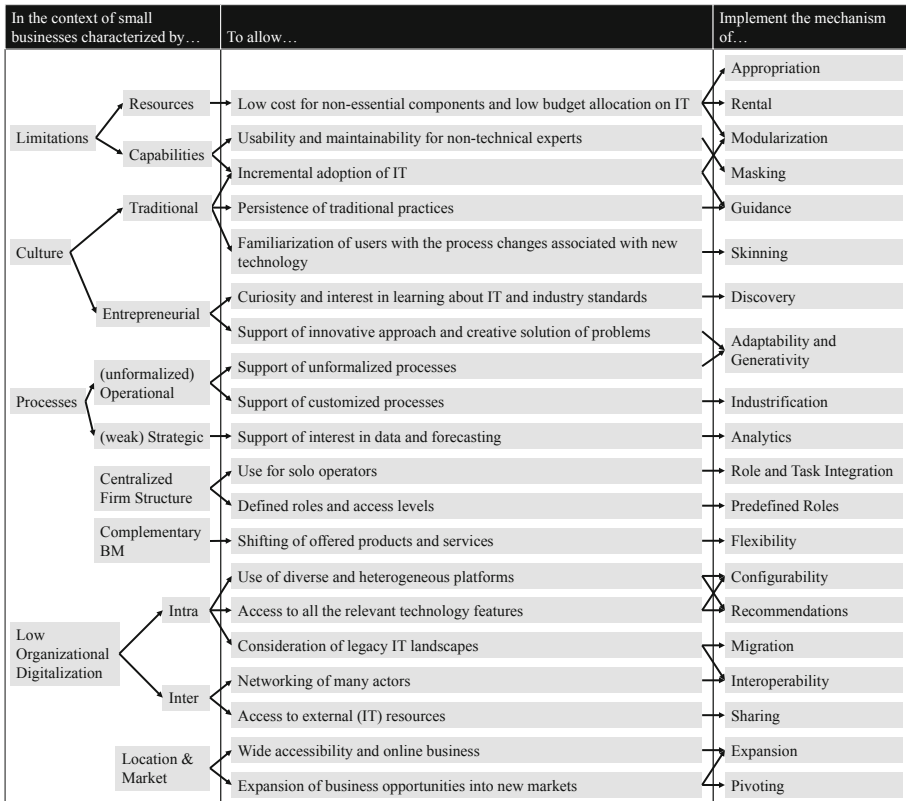 In the context of small
businesses characterized by…
To allow…
Implement the mechanism
of…
Limitations
Resources
Capabilities
Culture
Traditional
Entrepreneurial
Processes
(unformalized)
Operational
(weak) Strategic
Centralized
Firm Structure
Complementary
BM
Low
Organizational
Digitalization
Intra
Inter
Location &
Market
Low cost for non-essential components and low budget allocation on IT
Usability and maintainability for non-technical experts
Incremental adoption of IT
Persistence of traditional practices
Familiarization of users with the process changes associated with new
technology
Curiosity and interest in learning about IT and industry standards
Support of innovative approach and creative solution of problems
Support of unformalized processes
Support of customized processes
Support of interest in data and forecasting
Use for solo operators
Defined roles and access levels
Shifting of offered products and services
Use of diverse and heterogeneous platforms
Access to all the relevant technology features
Consideration of legacy IT landscapes
Networking of many actors
Access to external (IT) resources
Wide accessibility and online business
Expansion of business opportunities into new markets
Appropriation
Rental
Modularization
Masking
Guidance
Skinning
Discovery
Adaptability and
Generativity
Industrification
Analytics
Role and Task Integration
Predefined Roles
Flexibility
Configurability
Recommendations
Migration
Interoperability
Sharing
Expansion
Pivoting